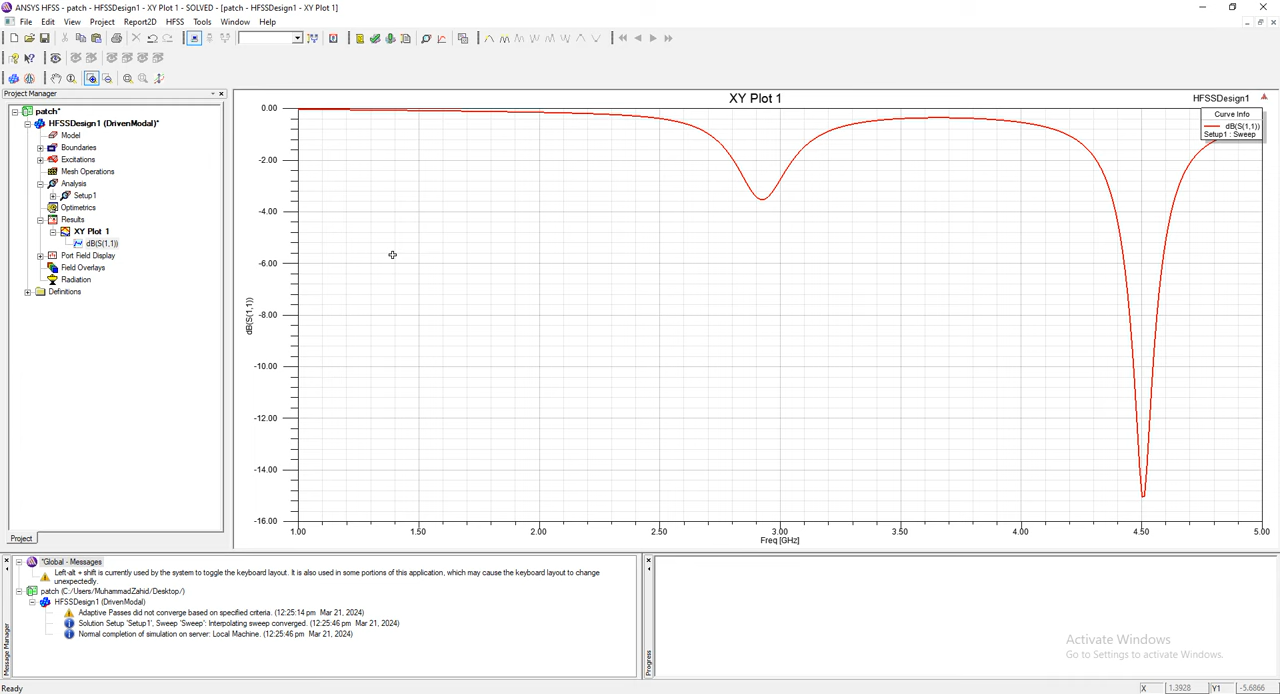 ANSYS HFSS - patch - HFSSDesign1 - XY Plot 1 - SOLVED - [patch - HFSSDesign1 - XY Plot 1]
File Edit View Project Report2D HFSS Tools Window Help
Project Manager
patch*
HFSSDesign1 (DrivenModal)*
Model
Boundaries
Excitations
Mesh Operations
Analysis
Setup1
Optimetrics
Results
XY Plot 1
dB(S(1,1))
Port Field Display
Field Overlays
Radiation
Definitions
Project
XY Plot 1
HFSSDesign1
Curve Info
dB(S(1,1))
Setup1 : Sweep
0.00
-2.00
-4.00
-6.00
-8.00
-10.00
-12.00
-14.00
-16.00
dB(S(1,1))
1.00 1.50 2.00 2.50 3.00 3.50 4.00 4.50 5.00
Freq [GHz]
*Global - Messages
Left-alt + shift is currently used by the system to toggle the keyboard layout. It is also used in some portions of this application, which may cause the keyboard layout to change
unexpectedly.
patch (C:/Users/MuhammadZahid/Desktop/)
HFSSDesign1 (DrivenModal)
Adaptive Passes did not converge based on specified criteria. (12:25:14 pm Mar 21, 2024)
Solution Setup 'Setup1', Sweep 'Sweep': Interpolating sweep converged. (12:25:46 pm Mar 21, 2024)
Normal completion of simulation on server: Local Machine. (12:25:46 pm Mar 21, 2024)
Message Manager
Progress
Activate Windows
Go to Settings to activate Windows.
Ready
X 1.3928 Y1 -5.6866